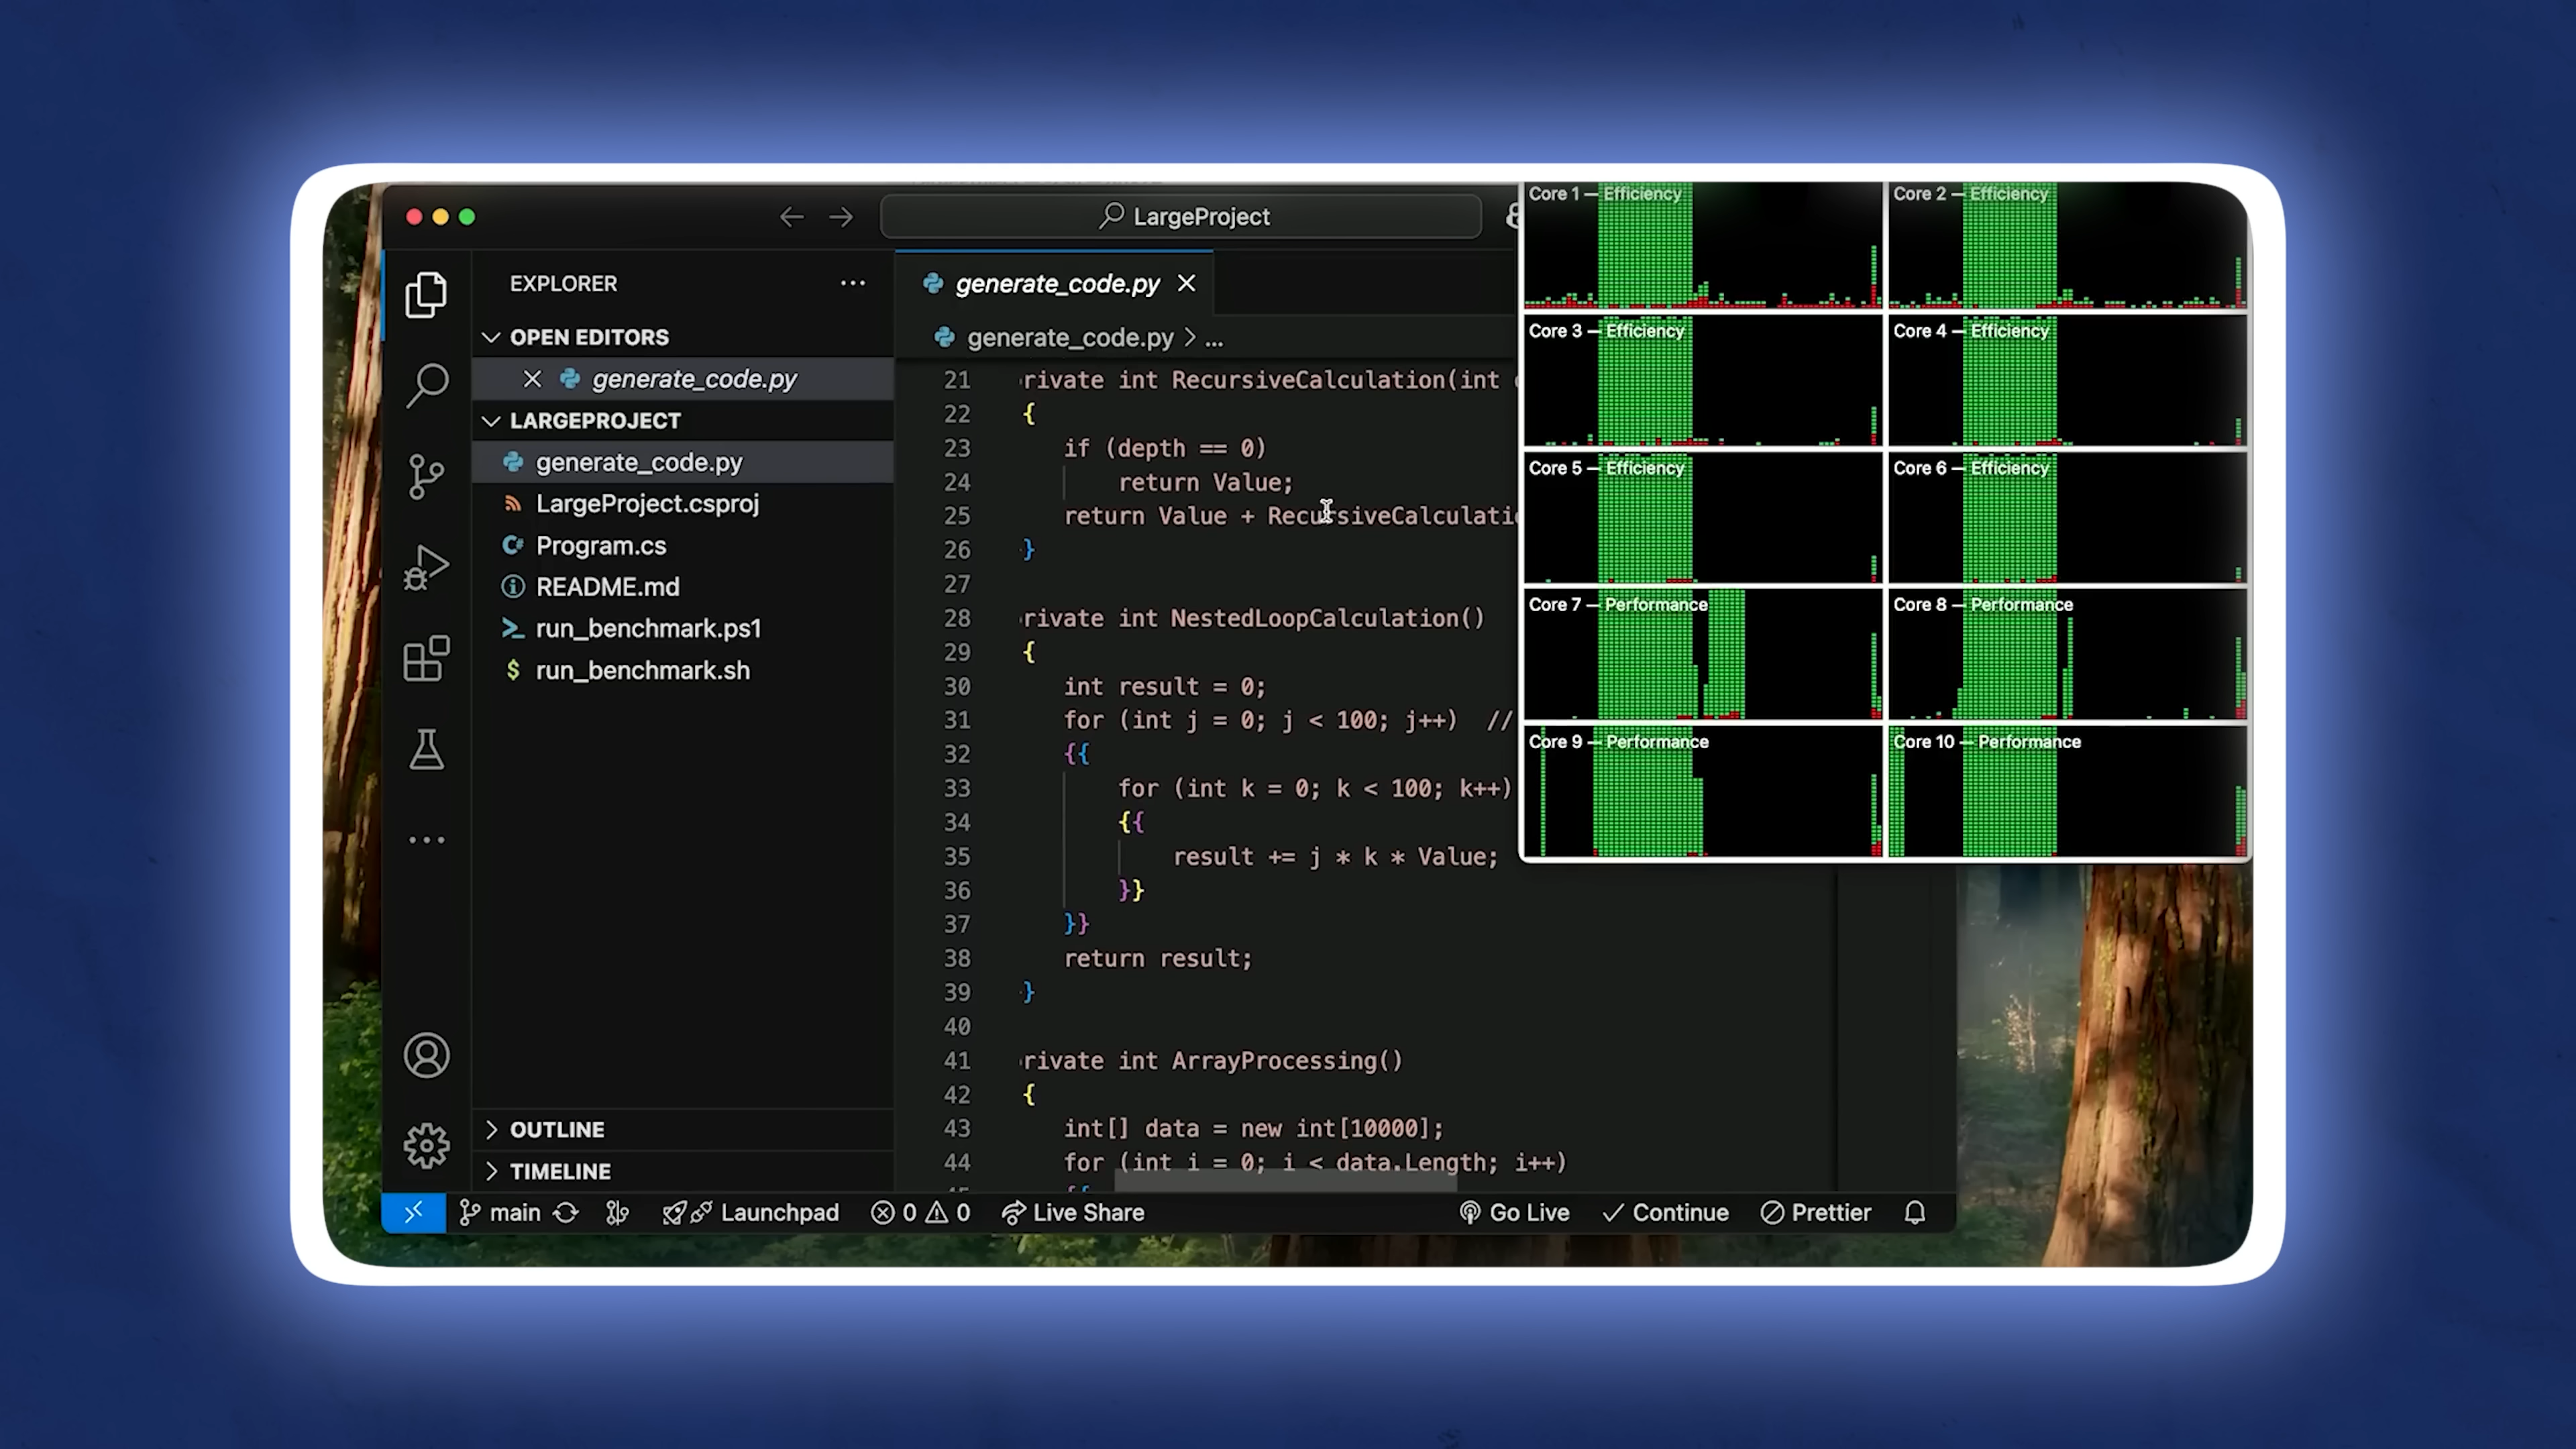 LargeProject
EXPLORER
OPEN EDITORS
generate_code.py
LARGEPROJECT
generate_code.py
LargeProject.csproj
Program.cs
README.md
run_benchmark.ps1
run_benchmark.sh
OUTLINE
TIMELINE
generate_code.py
generate_code.py > ...
21 rivate int RecursiveCalculation(int
22 {
23 if (depth == 0)
24 return Value;
25 return Value + RecursiveCalculati
26 }
27
28 rivate int NestedLoopCalculation()
29 {
30 int result = 0;
31 for (int j = 0; j < 100; j++) //
32 {{
33 for (int k = 0; k < 100; k++)
34 {{
35 result += j * k * Value;
36 }}
37 }}
38 return result;
39 }
40
41 rivate int ArrayProcessing()
42 {
43 int[] data = new int[10000];
44 for (int i = 0; i < data.Length; i++)
Core 1 — Efficiency
Core 2 — Efficiency
Core 3 — Efficiency
Core 4 — Efficiency
Core 5 — Efficiency
Core 6 — Efficiency
Core 7 — Performance
Core 8 — Performance
Core 9 — Performance
Core 10 — Performance
main Launchpad 0 0 Live Share Go Live Continue Prettier